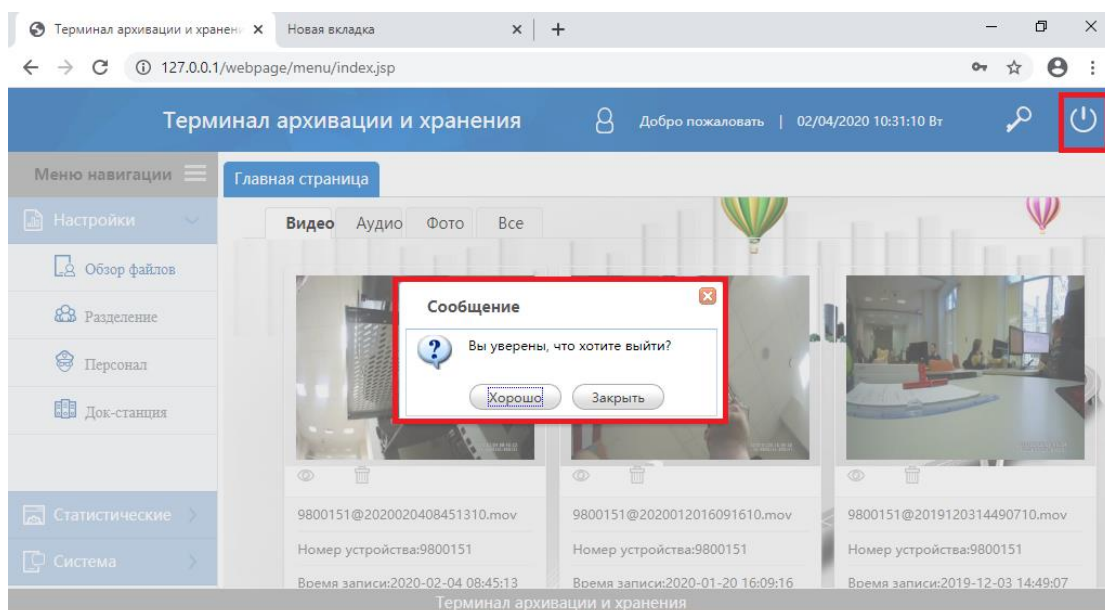 Терминал архивации и хранени
Новая вкладка
127.0.0.1/webpage/menu/index.jsp
Терминал архивации и хранения
Добро пожаловать | 02/04/2020 10:31:10 Вт
Меню навигации
Главная страница
Настройки
Видео Аудио Фото Все
Обзор файлов
Разделение
Персонал
Док-станция
Сообщение
Вы уверены, что хотите выйти?
Хорошо Закрыть
Статистические
Система
9800151@2020020408451310.mov
Номер устройства:9800151
Время записи:2020-02-04 08:45:13
9800151@2020012016091610.mov
Номер устройства:9800151
Время записи:2020-01-20 16:09:16
9800151@2019120314490710.mov
Номер устройства:9800151
Время записи:2019-12-03 14:49:07
Терминал архивации и хранения